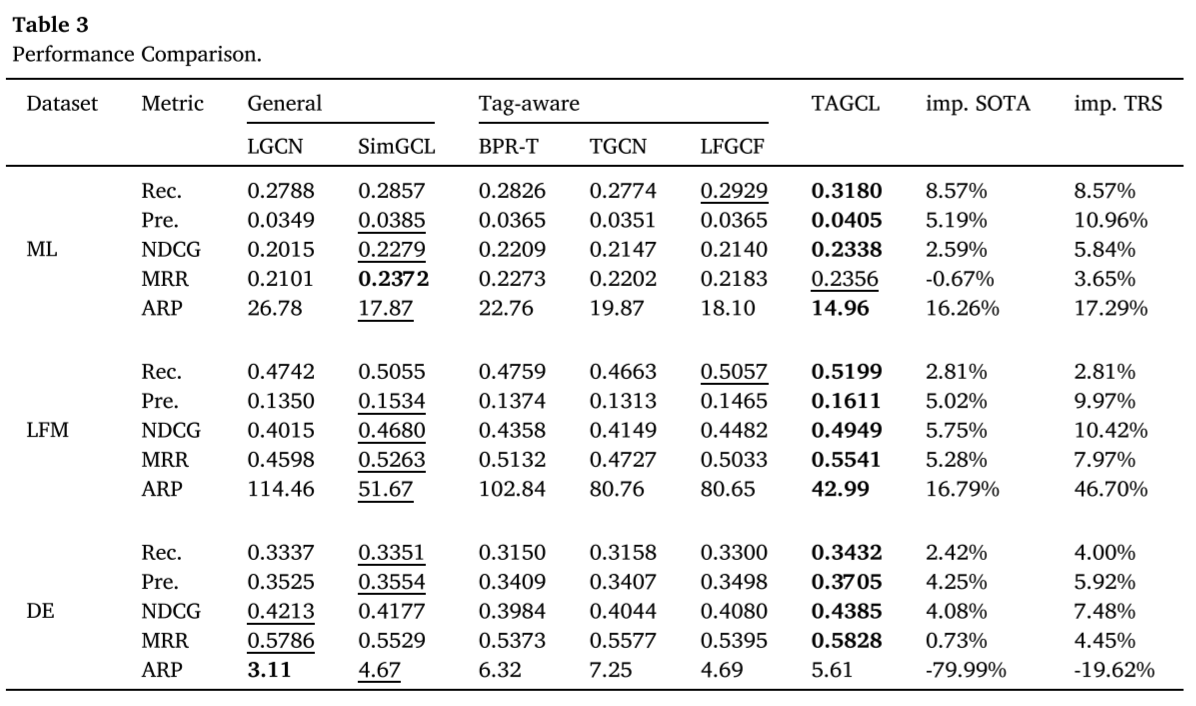 Table 3
Performance Comparison.
Dataset Metric General Tag-aware TAGCL imp. SOTA imp. TRS
LGCN SimGCL BPR-T TGCN LFGCF
Rec. 0.2788 0.2857 0.2826 0.2774 0.2929 0.3180 8.57% 8.57%
Pre. 0.0349 0.0385 0.0365 0.0351 0.0365 0.0405 5.19% 10.96%
ML NDCG 0.2015 0.2279 0.2209 0.2147 0.2140 0.2338 2.59% 5.84%
MRR 0.2101 0.2372 0.2273 0.2202 0.2183 0.2356 -0.67% 3.65%
ARP 26.78 17.87 22.76 19.87 18.10 14.96 16.26% 17.29%
Rec. 0.4742 0.5055 0.4759 0.4663 0.5057 0.5199 2.81% 2.81%
Pre. 0.1350 0.1534 0.1374 0.1313 0.1465 0.1611 5.02% 9.97%
LFM NDCG 0.4015 0.4680 0.4358 0.4149 0.4482 0.4949 5.75% 10.42%
MRR 0.4598 0.5263 0.5132 0.4727 0.5033 0.5541 5.28% 7.97%
ARP 114.46 51.67 102.84 80.76 80.65 42.99 16.79% 46.70%
Rec. 0.3337 0.3351 0.3150 0.3158 0.3300 0.3432 2.42% 4.00%
Pre. 0.3525 0.3554 0.3409 0.3407 0.3498 0.3705 4.25% 5.92%
DE NDCG 0.4213 0.4177 0.3984 0.4044 0.4080 0.4385 4.08% 7.48%
MRR 0.5786 0.5529 0.5373 0.5577 0.5395 0.5828 0.73% 4.45%
ARP 3.11 4.67 6.32 7.25 4.69 5.61 -79.99% -19.62%